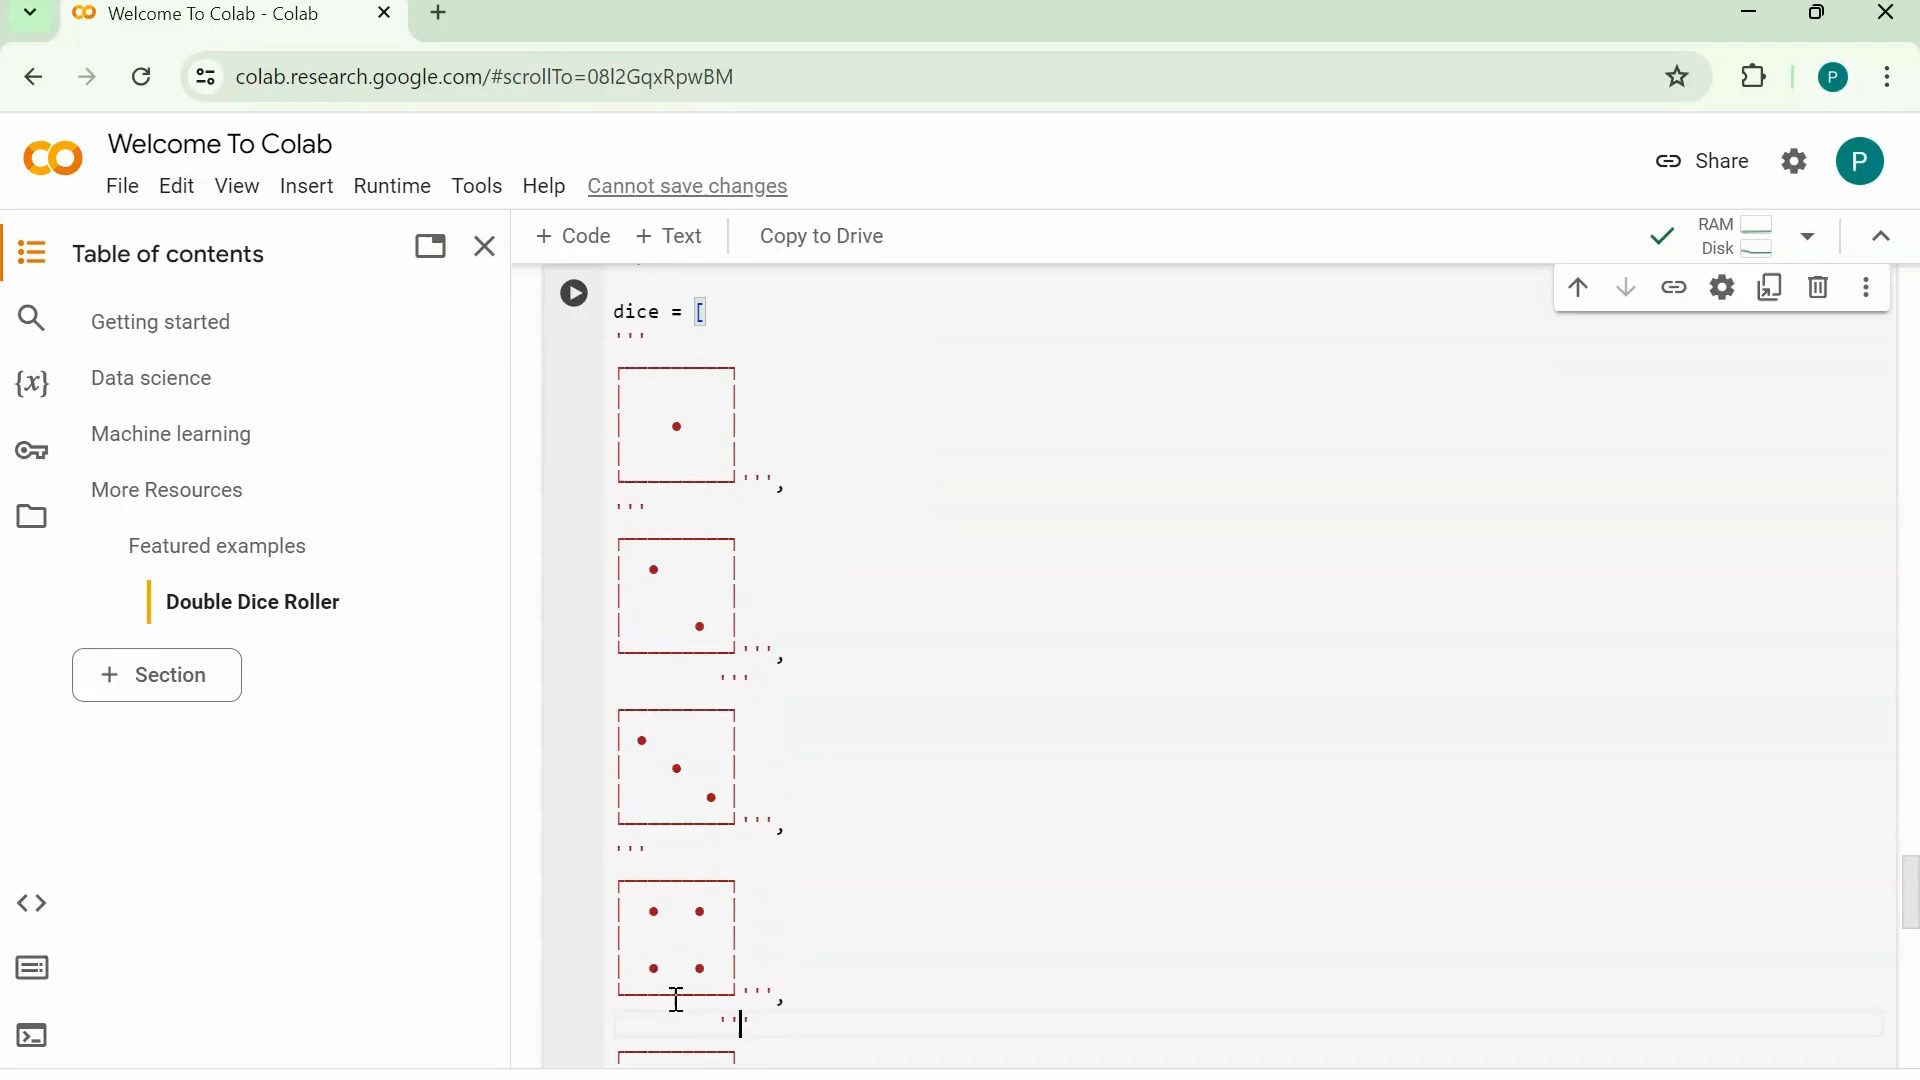 Welcome To Colab - Colab
colab.research.google.com/#scrollTo=08l2GqxRpwBM
P
Welcome To Colab
Share
P
File Edit View Insert Runtime Tools Help Cannot save changes
Table of contents
+ Code + Text Copy to Drive
RAM
Disk
Getting started
Data science
Machine learning
More Resources
Featured examples
Double Dice Roller
+ Section
{x}
dice = [
'''
┌─────────┐
│         │
│    ●    │
│         │
└─────────┘''',
'''
┌─────────┐
│  ●      │
│         │
│      ●  │
└─────────┘''',
'''
┌─────────┐
│ ●       │
│    ●    │
│       ● │
└─────────┘''',
'''
┌─────────┐
│  ●   ●  │
│         │
│  ●   ●  │
└─────────┘''',
'''
┌─────────┐